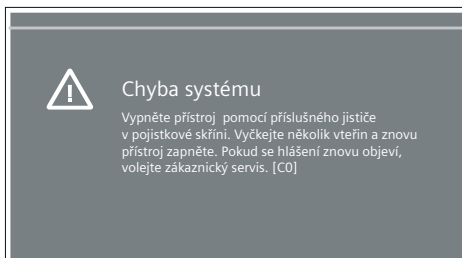 Chyba systému
Vypněte přístroj pomocí příslušného jističe
v pojistkové skříni. Vyčkejte několik vteřin a znovu
přístroj zapněte. Pokud se hlášení znovu objeví,
volejte zákaznický servis. [C0]